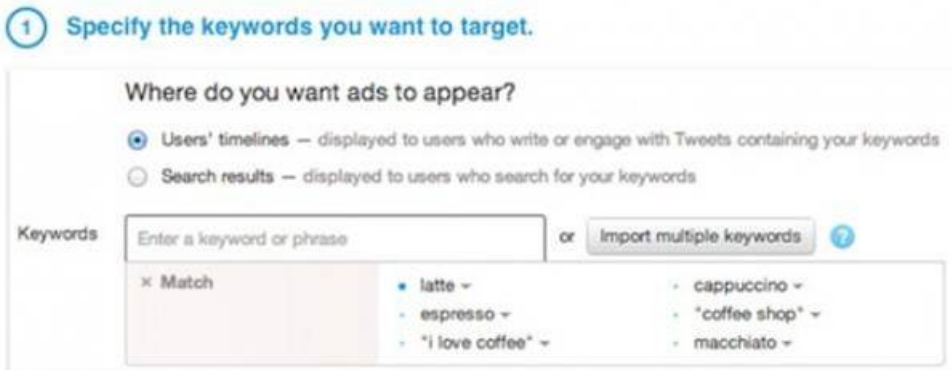 1 Specify the keywords you want to target.
Where do you want ads to appear?
Users' timelines — displayed to users who write or engage with Tweets containing your keywords
Search results — displayed to users who search for your keywords
Keywords Enter a keyword or phrase or Import multiple keywords ?
× Match latte cappuccino
espresso "coffee shop"
"i love coffee" macchiato